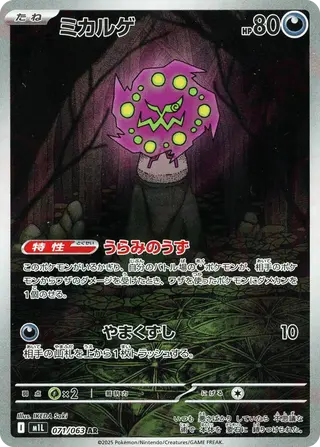 たね
ミカルゲ
HP80
特性
とくせい
うらみのうず
このポケモンがいるかぎり、自分のバトル場のポケモンが、相手のポケモンからワザのダメージを受けたとき、ワザを使ったポケモンにダメカンを1個のせる。
やまくずし
10
相手の山札を上から1枚トラッシュする。
弱点
×2
抵抗力
にげる
Illus. IKEDA Saki
I
m1L
071/063 AR
©2025 Pokémon/Nintendo/Creatures/GAME FREAK.